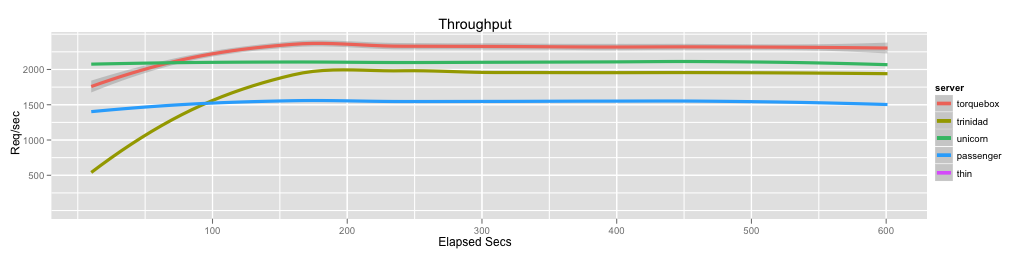 Throughput
Req/sec
2000
1500
1000
500
100 200 300 400 500 600
Elapsed Secs
server
torquebox
trinidad
unicorn
passenger
thin